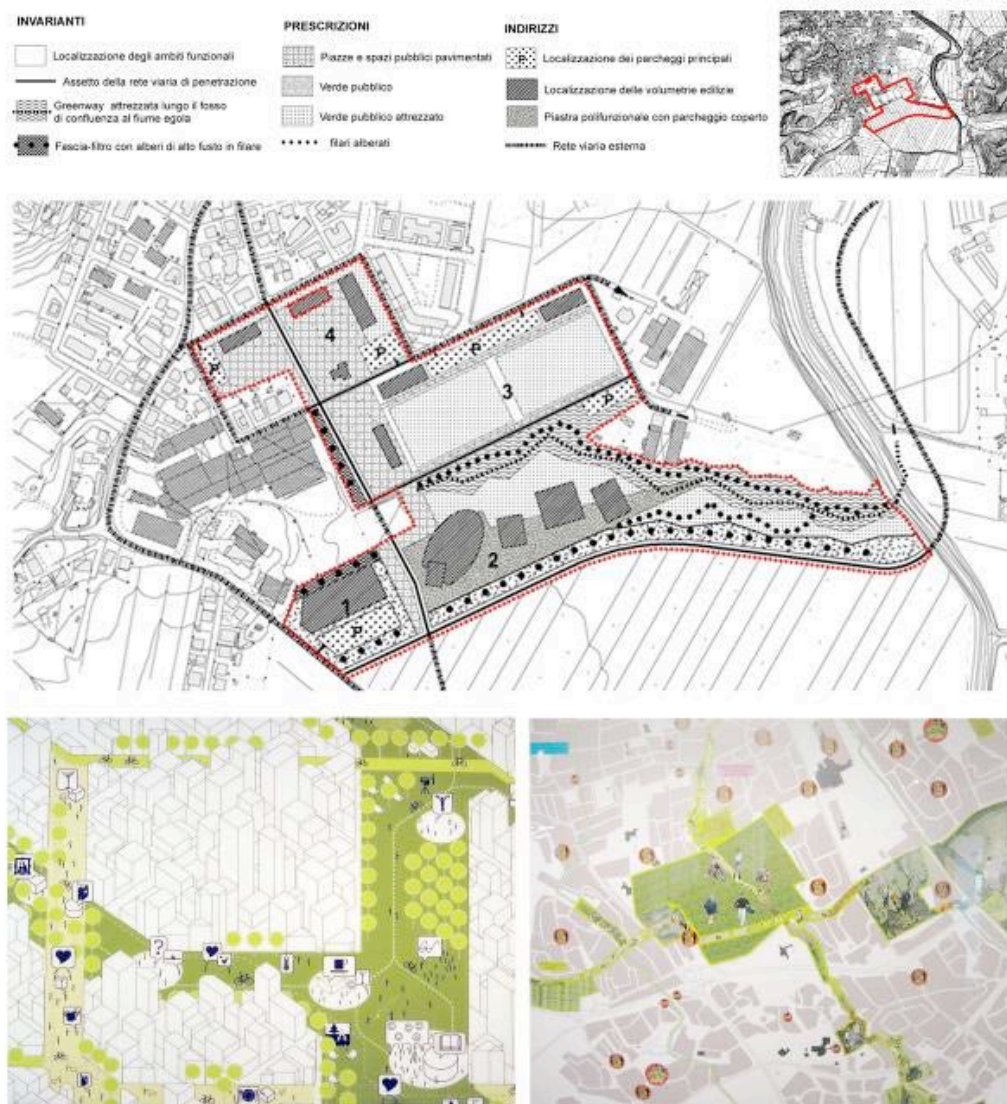 INVARIANTI
Localizzazione degli ambiti funzionali
Assetto della rete viaria di penetrazione
Greenway attrezzata lungo il fosso
di confluenza al fiume egola
Fascia-filtro con alberi di alto fusto in filare
PRESCRIZIONI
Piazze e spazi pubblici pavimentati
Verde pubblico
Verde pubblico attrezzato
filari alberati
INDIRIZZI
P
Localizzazione dei parcheggi principali
Localizzazione delle volumetrie edilizie
Piastra polifunzionale con parcheggio coperto
Rete viaria esterna
4
P
P
P
3
P
2
1
P
?